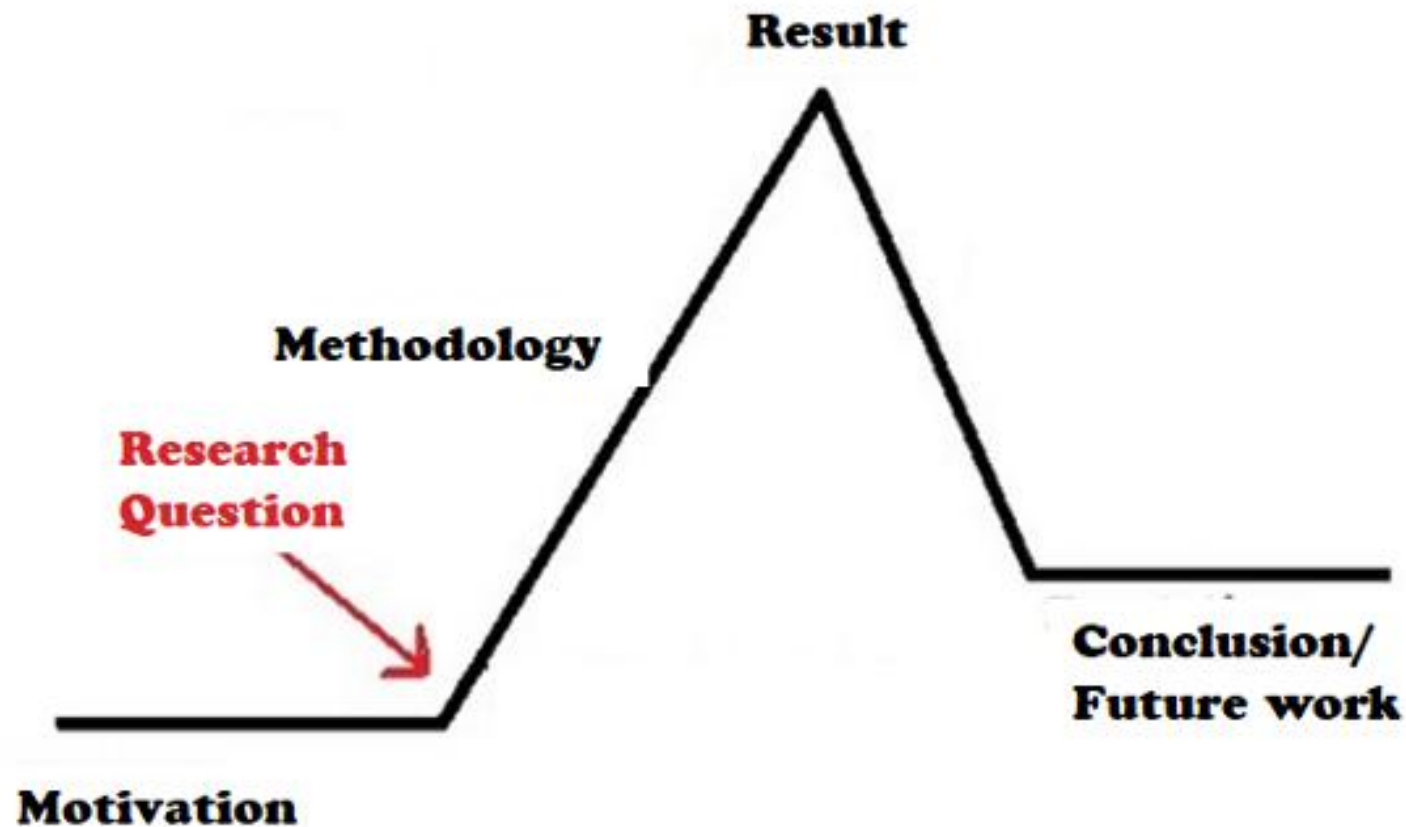 Result
Methodology
Research
Question
Conclusion/
Future work
Motivation